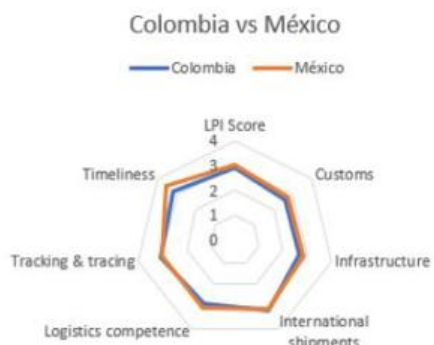 Colombia vs México
Colombia México
LPI Score
4
Timeliness
Customs
3
2
1
0
Tracking & tracing
Infrastructure
Logistics competence
International
shipments